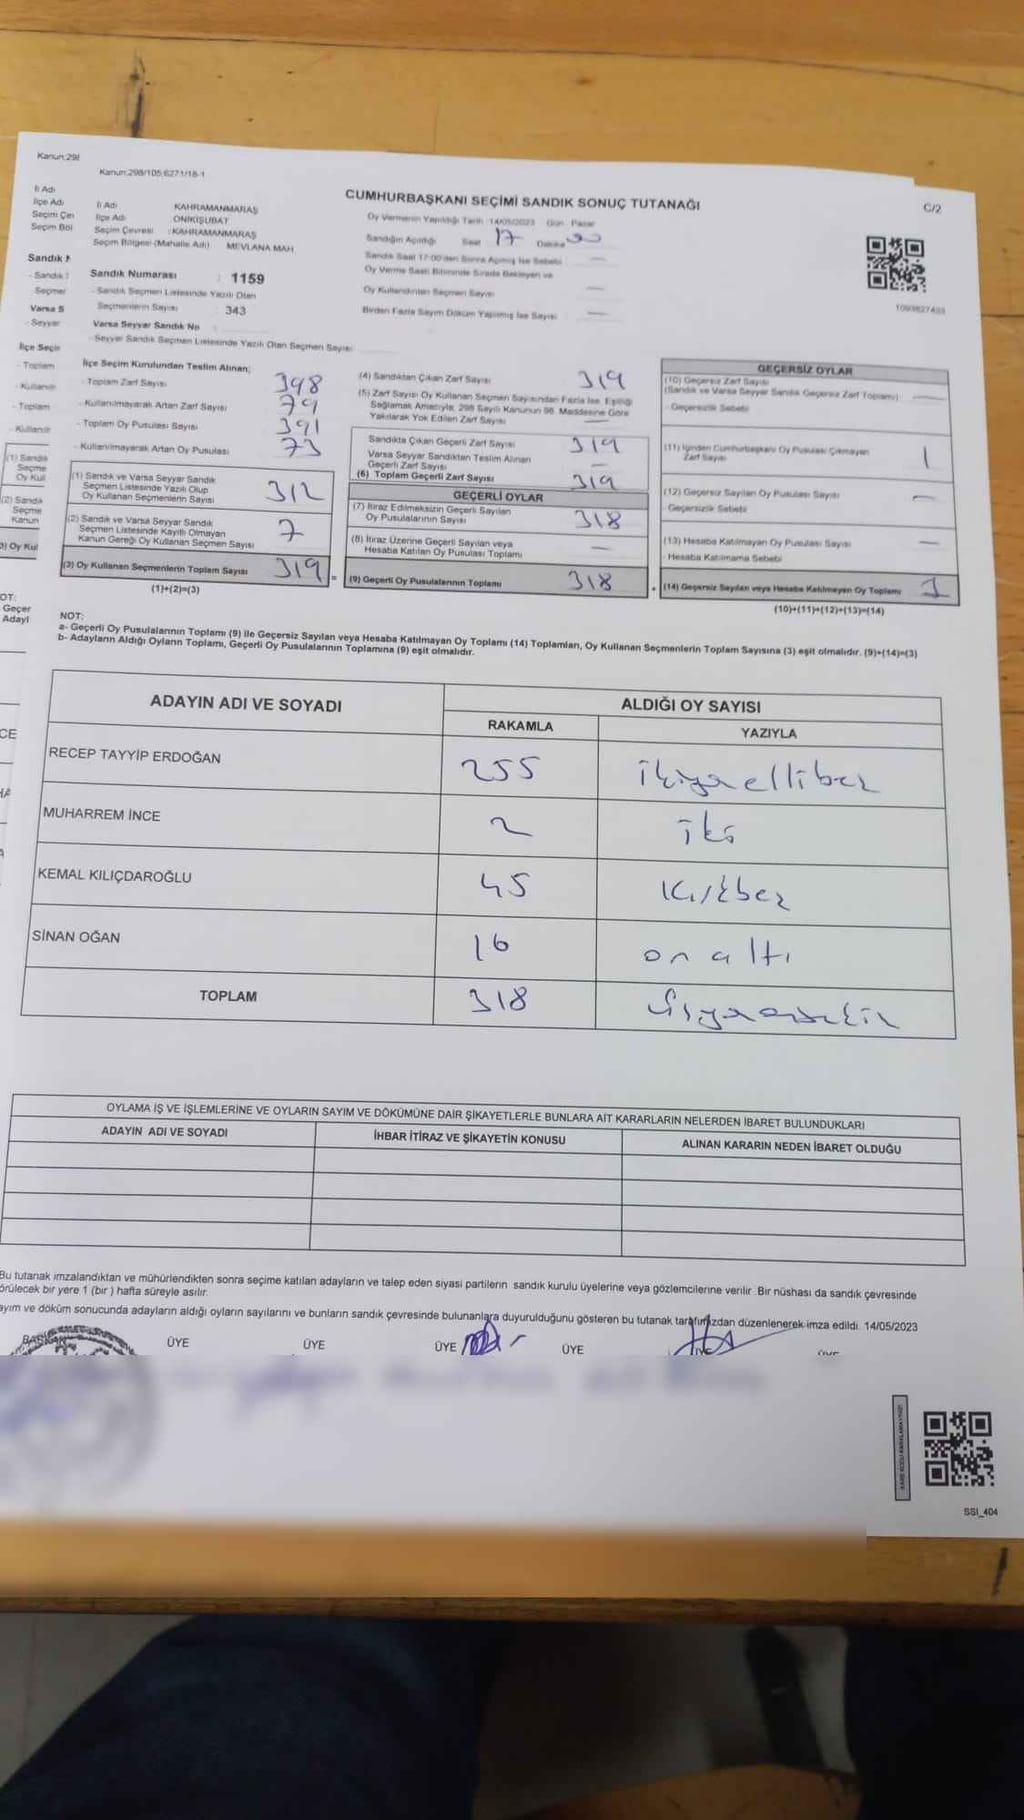 Kanun:298
Kanun:298/105,6271/18-1
CUMHURBAŞKANI SEÇİMİ SANDIK SONUÇ TUTANAĞI
C/2
İl Adı
İlçe Adı
Seçim Çev
Seçim Böl
İl Adı KAHRAMANMARAŞ
İlçe Adı ONİKİŞUBAT
Seçim Çevresi : KAHRAMANMARAŞ
Seçim Bölgesi (Mahalle Adı) MEVLANA MAH.
Oy Vermenin Yapıldığı Tarih :14/05/2023 Gün : Pazar
Sandığın Açıldığı Saat 17 Dakika 00
Sandık Saat 17:00'den Sonra Açılmış İse Sebebi
Oy Verme Saati Bitiminde Sırada Bekleyen ve
Oy Kullandırılan Seçmen Sayısı
Birden Fazla Sayım Döküm Yapılmış İse Sayısı
1093627433
Sandık Numarası : 1159
- Sandık Seçmen Listesinde Yazılı Olan
Seçmenlerin Sayısı : 343
Varsa Seyyar Sandık No :
- Seyyar Sandık Seçmen Listesinde Yazılı Olan Seçmen Sayısı
İlçe Seçim Kurulundan Teslim Alınan;
- Toplam Zarf Sayısı 398
- Kullanılmayarak Artan Zarf Sayısı 79
- Toplam Oy Pusulası Sayısı 391
- Kullanılmayarak Artan Oy Pusulası 73
(1) Sandık ve Varsa Seyyar Sandık
Seçmen Listesinde Yazılı Olup
Oy Kullanan Seçmenlerin Sayısı 312
(2) Sandık ve Varsa Seyyar Sandık
Seçmen Listesinde Kayıtlı Olmayan
Kanun Gereği Oy Kullanan Seçmen Sayısı 7
(3) Oy Kullanan Seçmenlerin Toplam Sayısı 319
(1)+(2)=(3)
(4) Sandıktan Çıkan Zarf Sayısı 319
(5) Zarf Sayısı Oy Kullanan Seçmen Sayısından Fazla İse, Eşitliği
Sağlamak Amacıyla; 298 Sayılı Kanunun 98. Maddesine Göre
Yakılarak Yok Edilen Zarf Sayısı —
Sandıkta Çıkan Geçerli Zarf Sayısı 319
Varsa Seyyar Sandıktan Teslim Alınan
Geçerli Zarf Sayısı —
(6) Toplam Geçerli Zarf Sayısı 319
GEÇERLİ OYLAR
(7) İtiraz Edilmeksizin Geçerli Sayılan
Oy Pusulalarının Sayısı 318
(8) İtiraz Üzerine Geçerli Sayılan veya
Hesaba Katılan Oy Pusulası Toplamı —
= (9) Geçerli Oy Pusulalarının Toplamı 318
GEÇERSİZ OYLAR
(10) Geçersiz Zarf Sayısı
(Sandık ve Varsa Seyyar Sandık Geçersiz Zarf Toplamı) —
- Geçersizlik Sebebi
(11) İçinden Cumhurbaşkanı Oy Pusulası Çıkmayan
Zarf Sayısı 1
(12) Geçersiz Sayılan Oy Pusulası Sayısı —
- Geçersizlik Sebebi
(13) Hesaba Katılmayan Oy Pusulası Sayısı —
- Hesaba Katılmama Sebebi
+ (14) Geçersiz Sayılan veya Hesaba Katılmayan Oy Toplamı 1
(10)+(11)+(12)+(13)=(14)
NOT:
a- Geçerli Oy Pusulalarının Toplamı (9) ile Geçersiz Sayılan veya Hesaba Katılmayan Oy Toplamı (14) Toplamları, Oy Kullanan Seçmenlerin Toplam Sayısına (3) eşit olmalıdır. (9)+(14)=(3)
b- Adayların Aldığı Oyların Toplamı, Geçerli Oy Pusulalarının Toplamına (9) eşit olmalıdır.
ADAYIN ADI VE SOYADI ALDIĞI OY SAYISI
RAKAMLA YAZIYLA
RECEP TAYYİP ERDOĞAN 255 ikiyüzellibeş
MUHARREM İNCE 2 iki
KEMAL KILIÇDAROĞLU 45 kırkbeş
SİNAN OĞAN 16 onaltı
TOPLAM 318 üçyüzonsekiz
OYLAMA İŞ VE İŞLEMLERİNE VE OYLARIN SAYIM VE DÖKÜMÜNE DAİR ŞİKAYETLERLE BUNLARA AİT KARARLARIN NELERDEN İBARET BULUNDUKLARI
ADAYIN ADI VE SOYADI İHBAR İTİRAZ VE ŞİKAYETİN KONUSU ALINAN KARARIN NEDEN İBARET OLDUĞU
Bu tutanak imzalandıktan ve mühürlendikten sonra seçime katılan adayların ve talep eden siyasi partilerin sandık kurulu üyelerine veya gözlemcilerine verilir. Bir nüshası da sandık çevresinde
örülecek bir yere 1 (bir) hafta süreyle asılır.
ayım ve döküm sonucunda adayların aldığı oyların sayılarını ve bunların sandık çevresinde bulunanlara duyurulduğunu gösteren bu tutanak tarafımızdan düzenlenerek imza edildi. 14/05/2023
ÜYE ÜYE ÜYE ÜYE
SSI_404